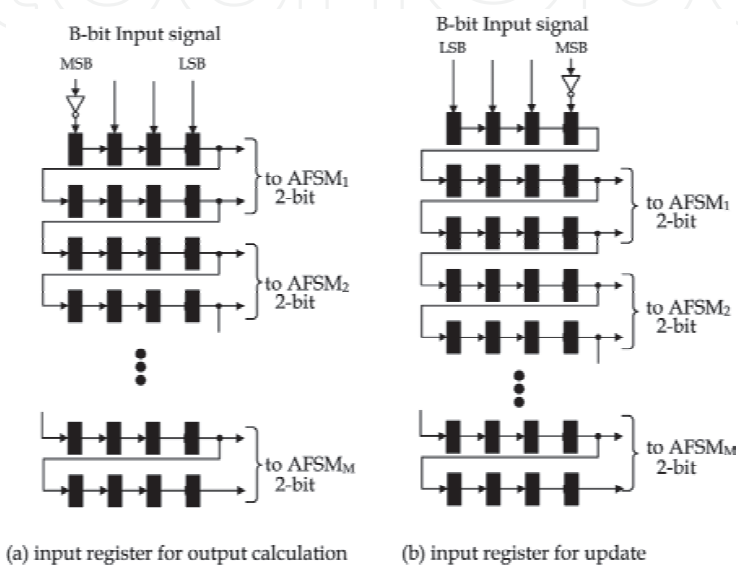 B-bit Input signal
MSB LSB
to AFSM₁
2-bit
to AFSM₂
2-bit
to AFSMM
2-bit
(a) input register for output calculation
B-bit Input signal
LSB MSB
to AFSM₁
2-bit
to AFSM₂
2-bit
to AFSMM
2-bit
(b) input register for update